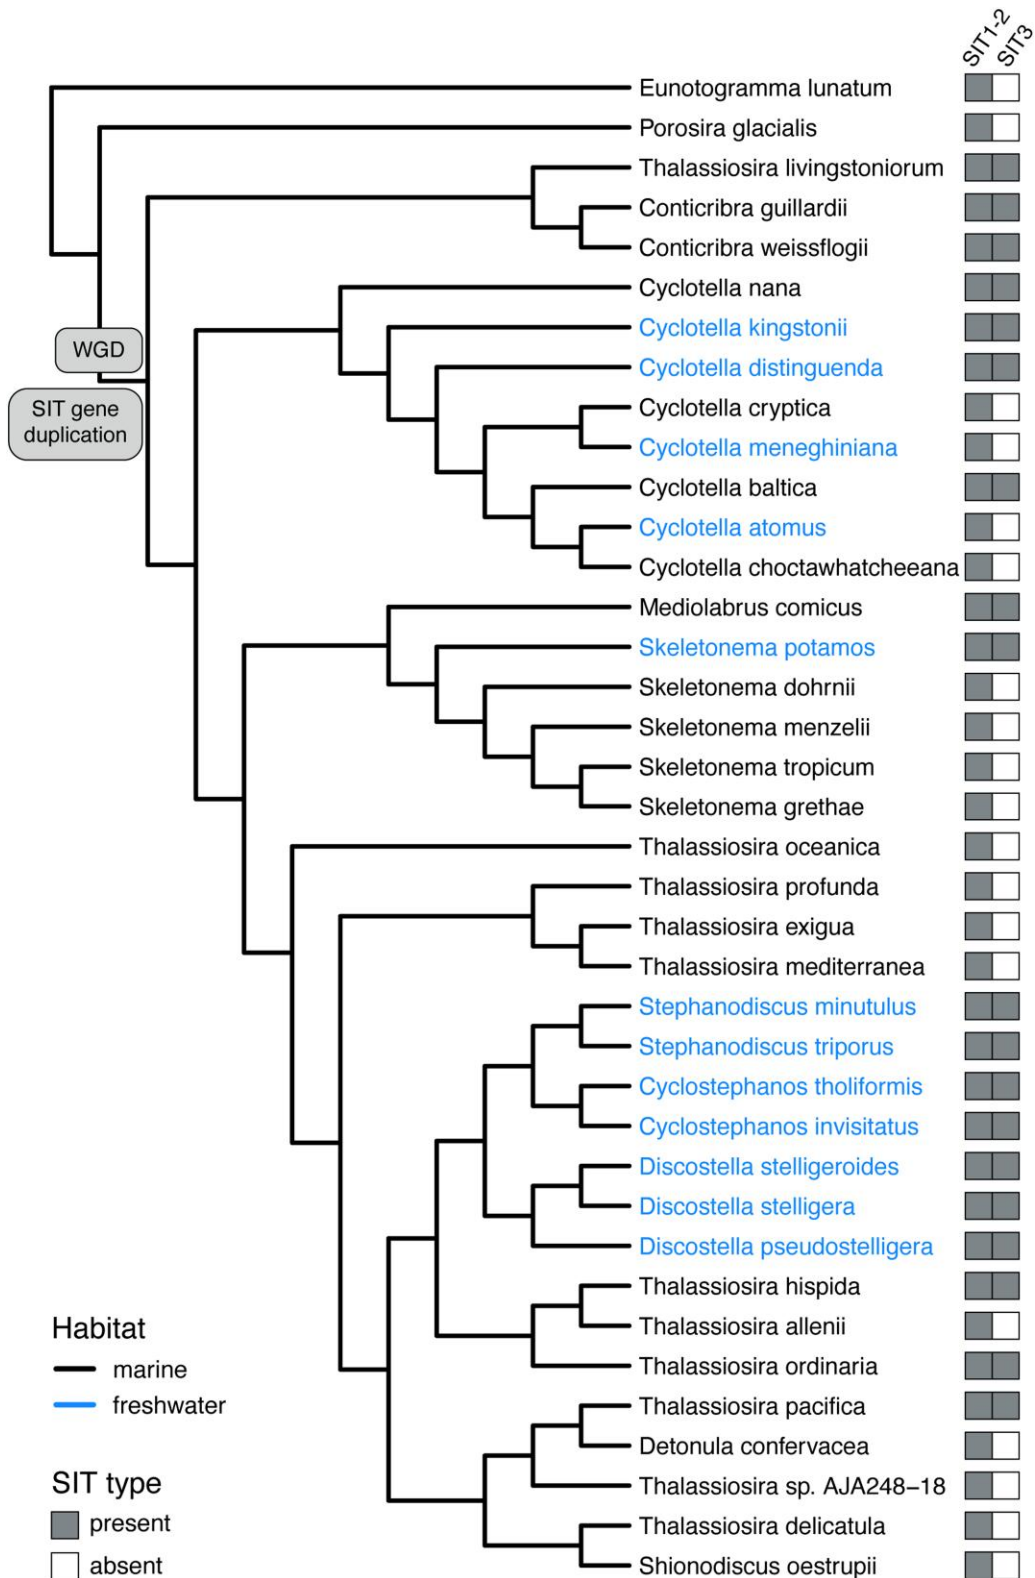 SIT1-2
SIT3
Eunotogramma lunatum
Porosira glacialis
Thalassiosira livingstoniorum
Conticribra guillardii
Conticribra weissflogii
Cyclotella nana
Cyclotella kingstonii
WGD
Cyclotella distinguenda
SIT gene
duplication
Cyclotella cryptica
Cyclotella meneghiniana
Cyclotella baltica
Cyclotella atomus
Cyclotella choctawhatcheeana
Mediolabrus comicus
Skeletonema potamos
Skeletonema dohrnii
Skeletonema menzelii
Skeletonema tropicum
Skeletonema grethae
Thalassiosira oceanica
Thalassiosira profunda
Thalassiosira exigua
Thalassiosira mediterranea
Stephanodiscus minutulus
Stephanodiscus triporus
Cyclostephanos tholiformis
Cyclostephanos invisitatus
Discostella stelligeroides
Discostella stelligera
Discostella pseudostelligera
Thalassiosira hispida
Thalassiosira allenii
Thalassiosira ordinaria
Thalassiosira pacifica
Detonula confervacea
Thalassiosira sp. AJA248–18
Thalassiosira delicatula
Shionodiscus oestrupii
Habitat
marine
freshwater
SIT type
present
absent